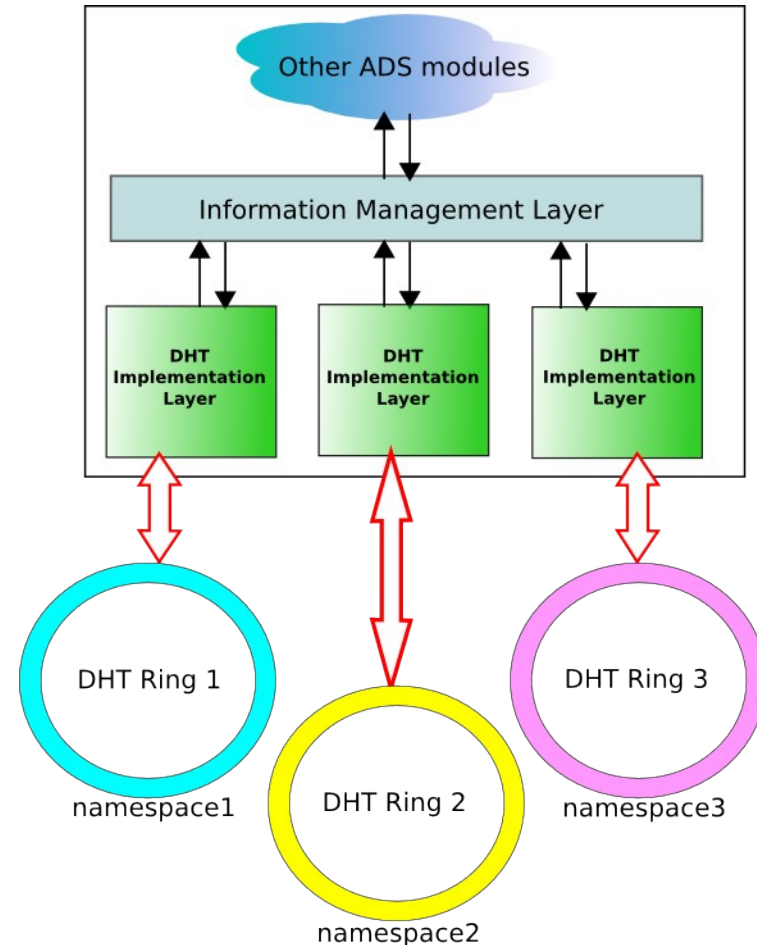 Other ADS modules
Information Management Layer
DHT
Implementation
Layer
DHT
Implementation
Layer
DHT
Implementation
Layer
DHT Ring 1
namespace1
DHT Ring 2
namespace2
DHT Ring 3
namespace3